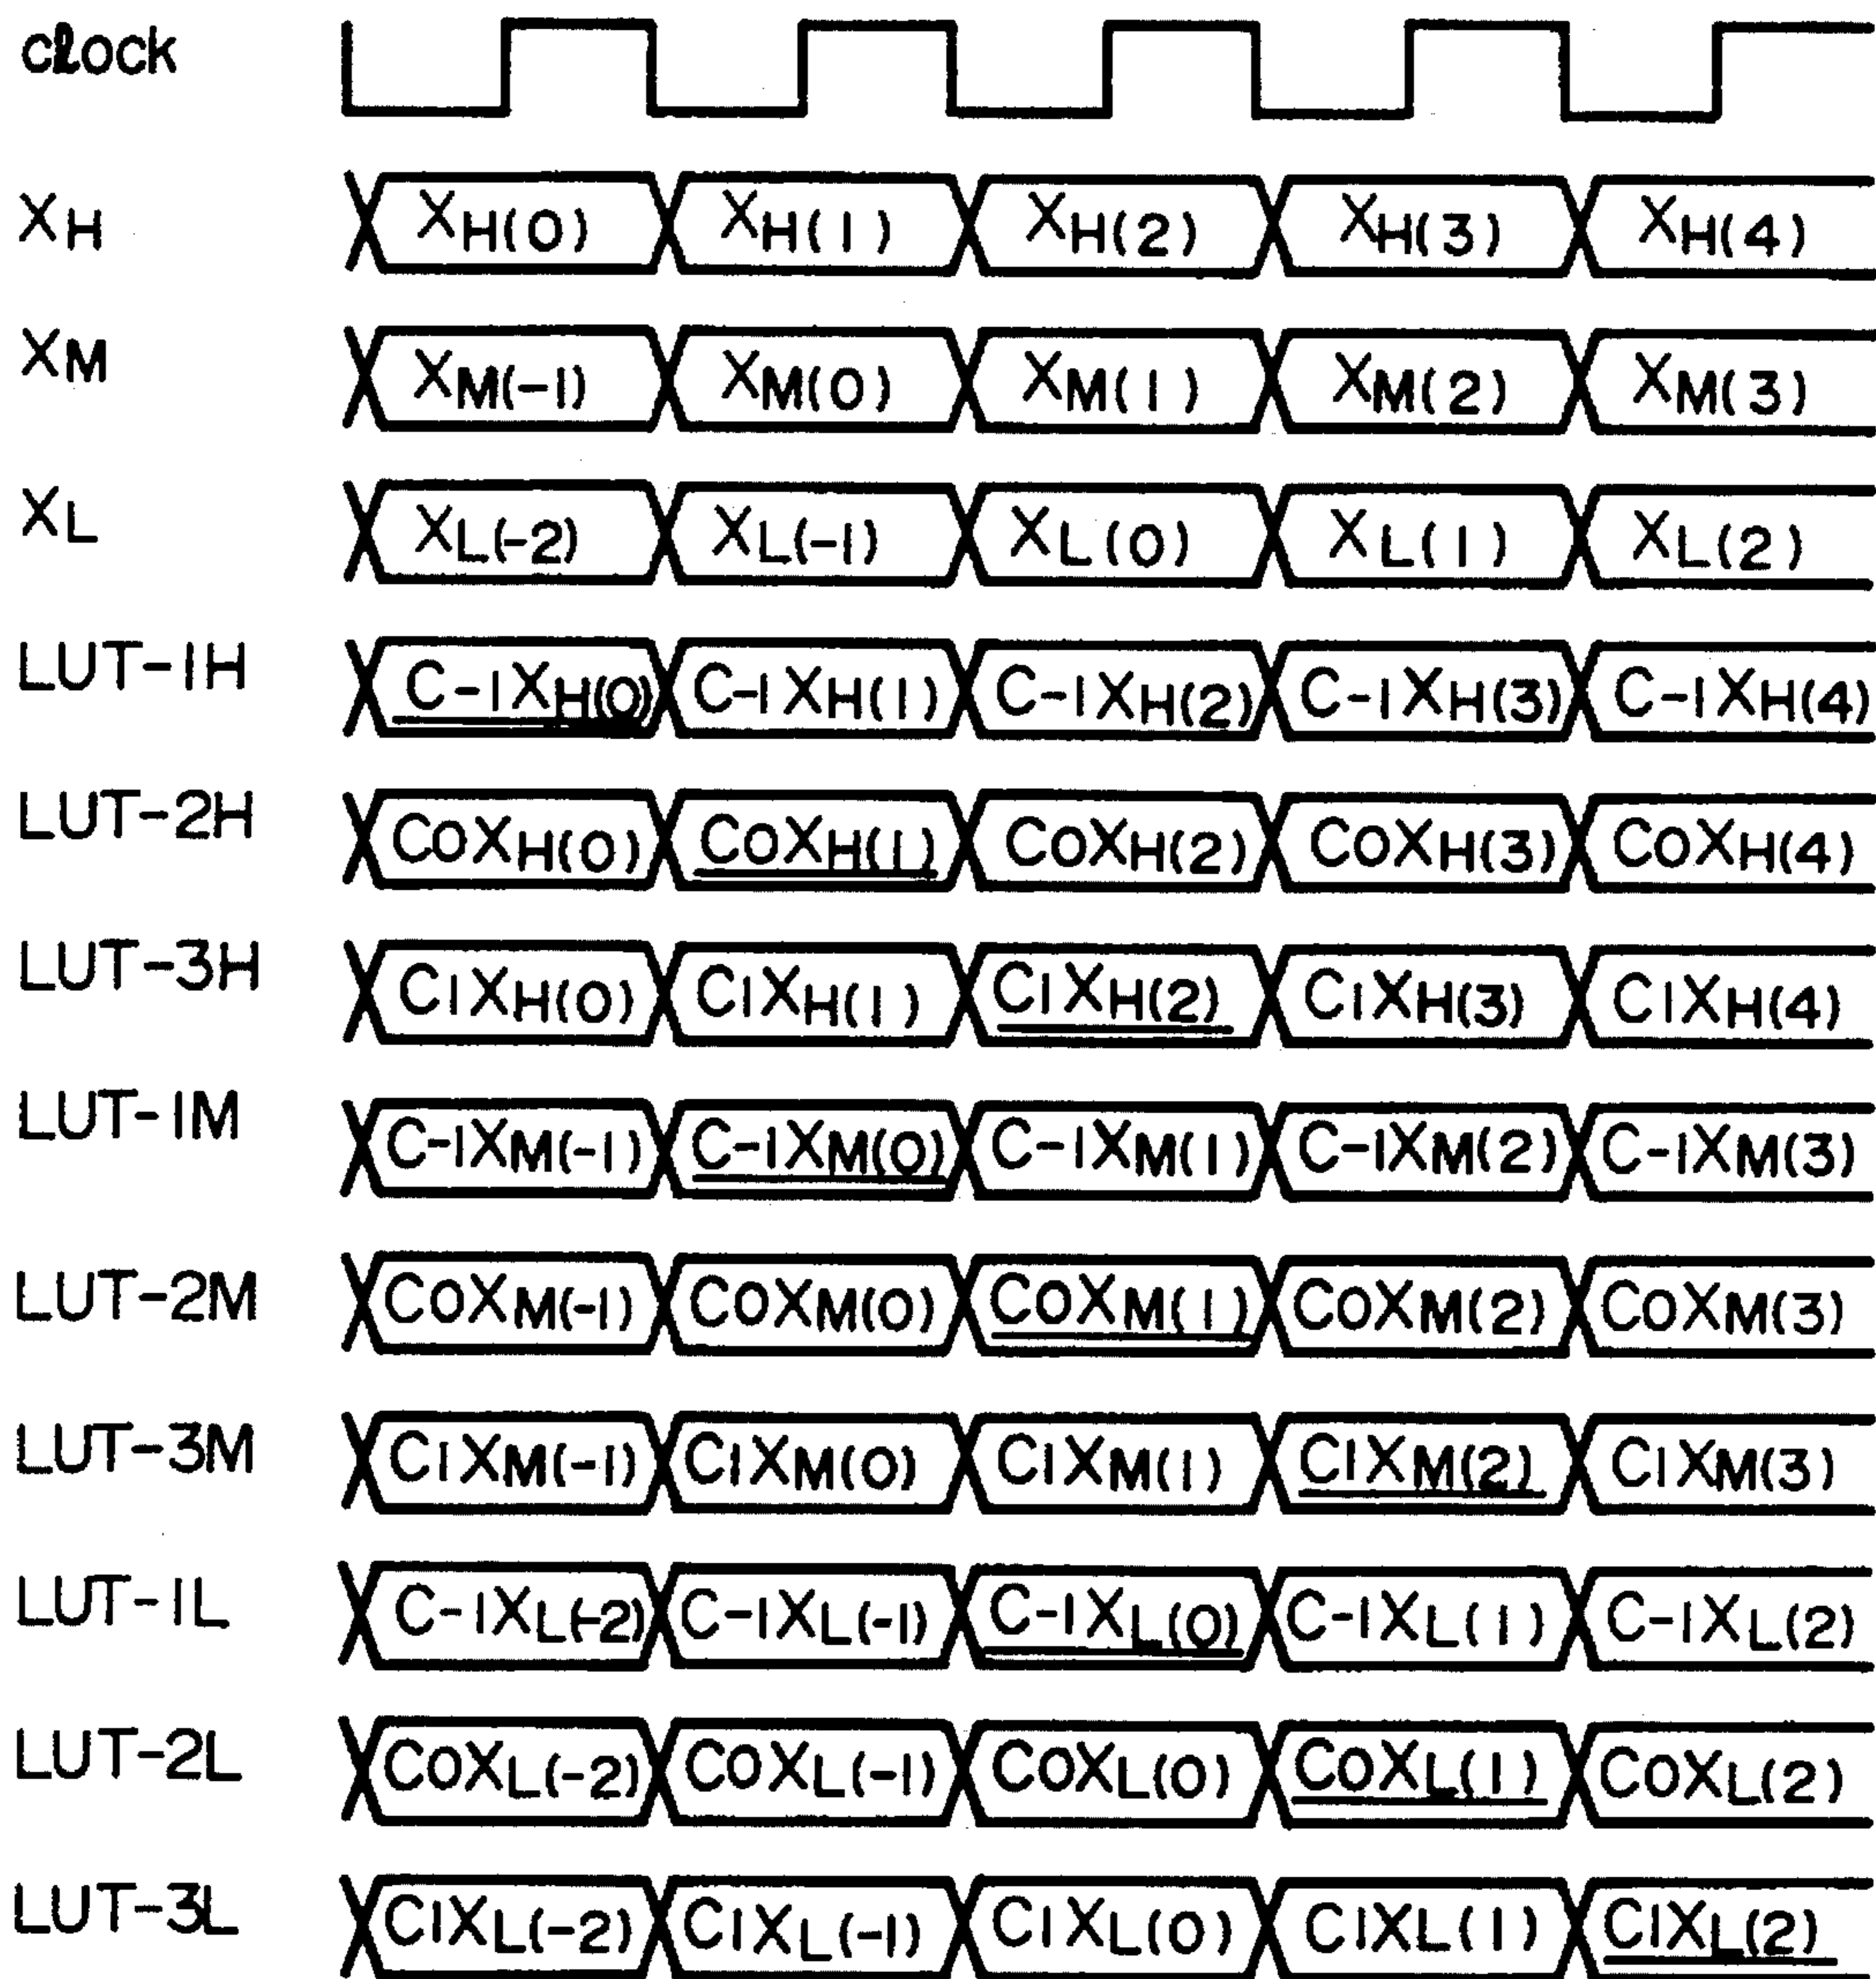 clock
XH XH(0) XH(1) XH(2) XH(3) XH(4)
XM XM(-1) XM(0) XM(1) XM(2) XM(3)
XL XL(-2) XL(-1) XL(0) XL(1) XL(2)
LUT-1H C-1XH(0) C-1XH(1) C-1XH(2) C-1XH(3) C-1XH(4)
LUT-2H C0XH(0) C0XH(1) C0XH(2) C0XH(3) C0XH(4)
LUT-3H C1XH(0) C1XH(1) C1XH(2) C1XH(3) C1XH(4)
LUT-1M C-1XM(-1) C-1XM(0) C-1XM(1) C-1XM(2) C-1XM(3)
LUT-2M C0XM(-1) C0XM(0) C0XM(1) C0XM(2) C0XM(3)
LUT-3M C1XM(-1) C1XM(0) C1XM(1) C1XM(2) C1XM(3)
LUT-1L C-1XL(-2) C-1XL(-1) C-1XL(0) C-1XL(1) C-1XL(2)
LUT-2L C0XL(-2) C0XL(-1) C0XL(0) C0XL(1) C0XL(2)
LUT-3L C1XL(-2) C1XL(-1) C1XL(0) C1XL(1) C1XL(2)